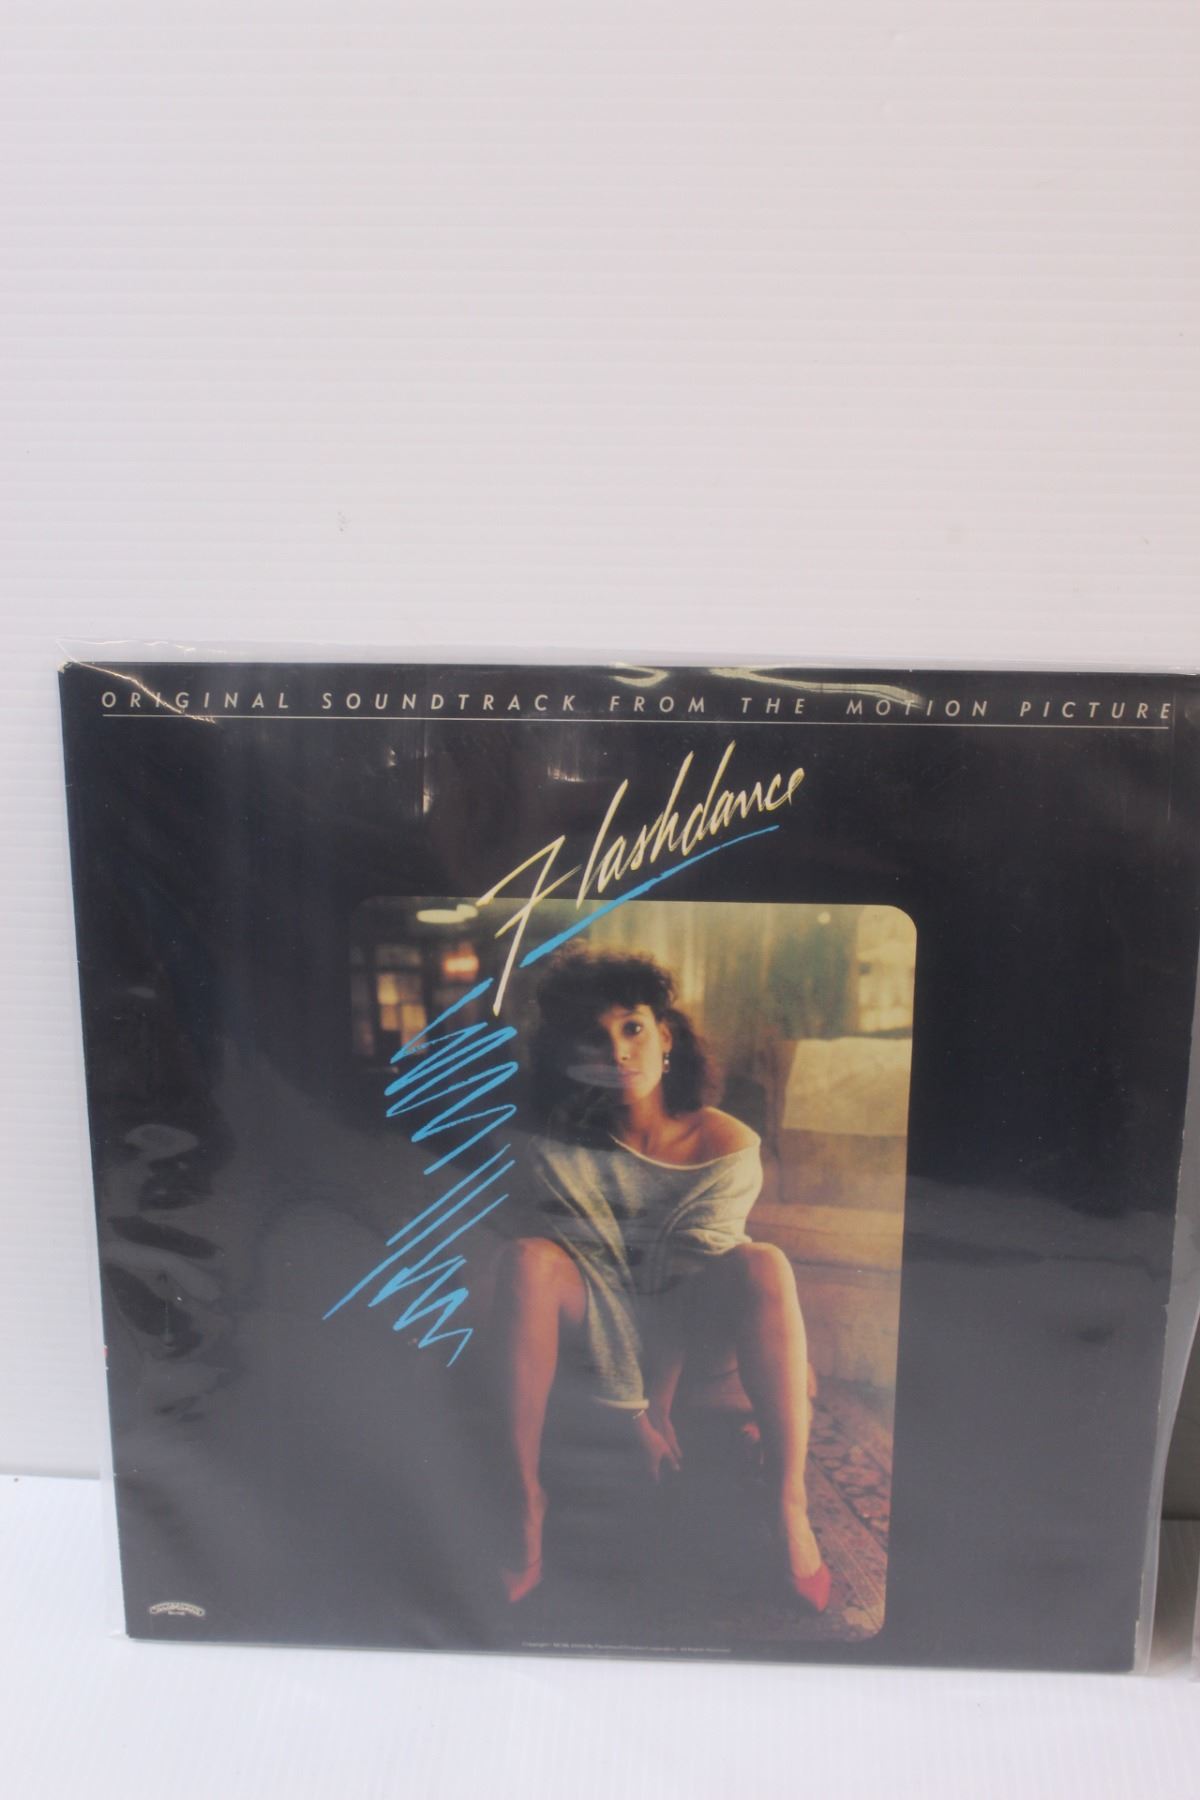 ORIGINAL SOUNDTRACK FROM THE MOTION PICTURE
Flashdance